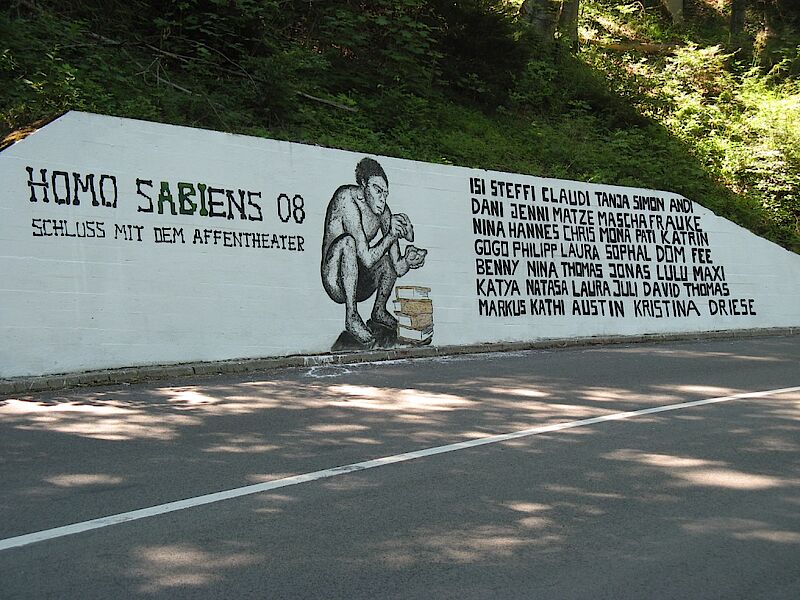 HOMO SABIENS 08
SCHLUSS MIT DEM AFFENTHEATER
ISI STEFFI CLAUDI TANJA SIMON ANDI
DANI JENNI MATZE MASCHA FRAUKE
NINA HANNES CHRIS MONA PATI KATRIN
GOGO PHILIPP LAURA SOPHAL DOM FEE
BENNY NINA THOMAS JONAS LULU MAXI
KATYA NATASA LAURA JULI DAVID THOMAS
MARKUS KATHI AUSTIN KRISTINA DRIESE